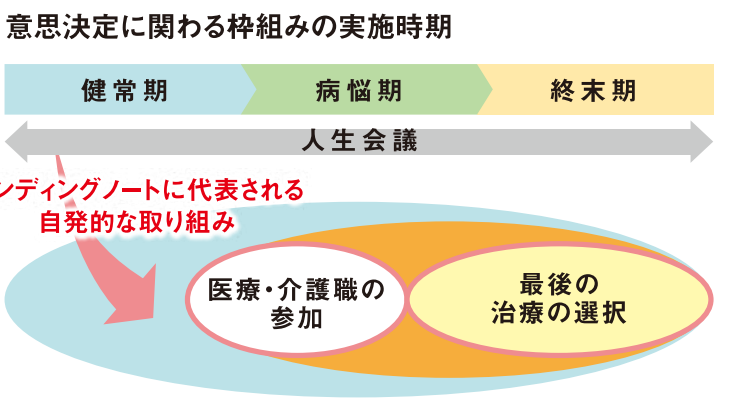 意思決定に関わる枠組みの実施時期
健常期 病悩期 終末期
人生会議
ンディングノートに代表される
自発的な取り組み
医療・介護職の
参加
最後の
治療の選択